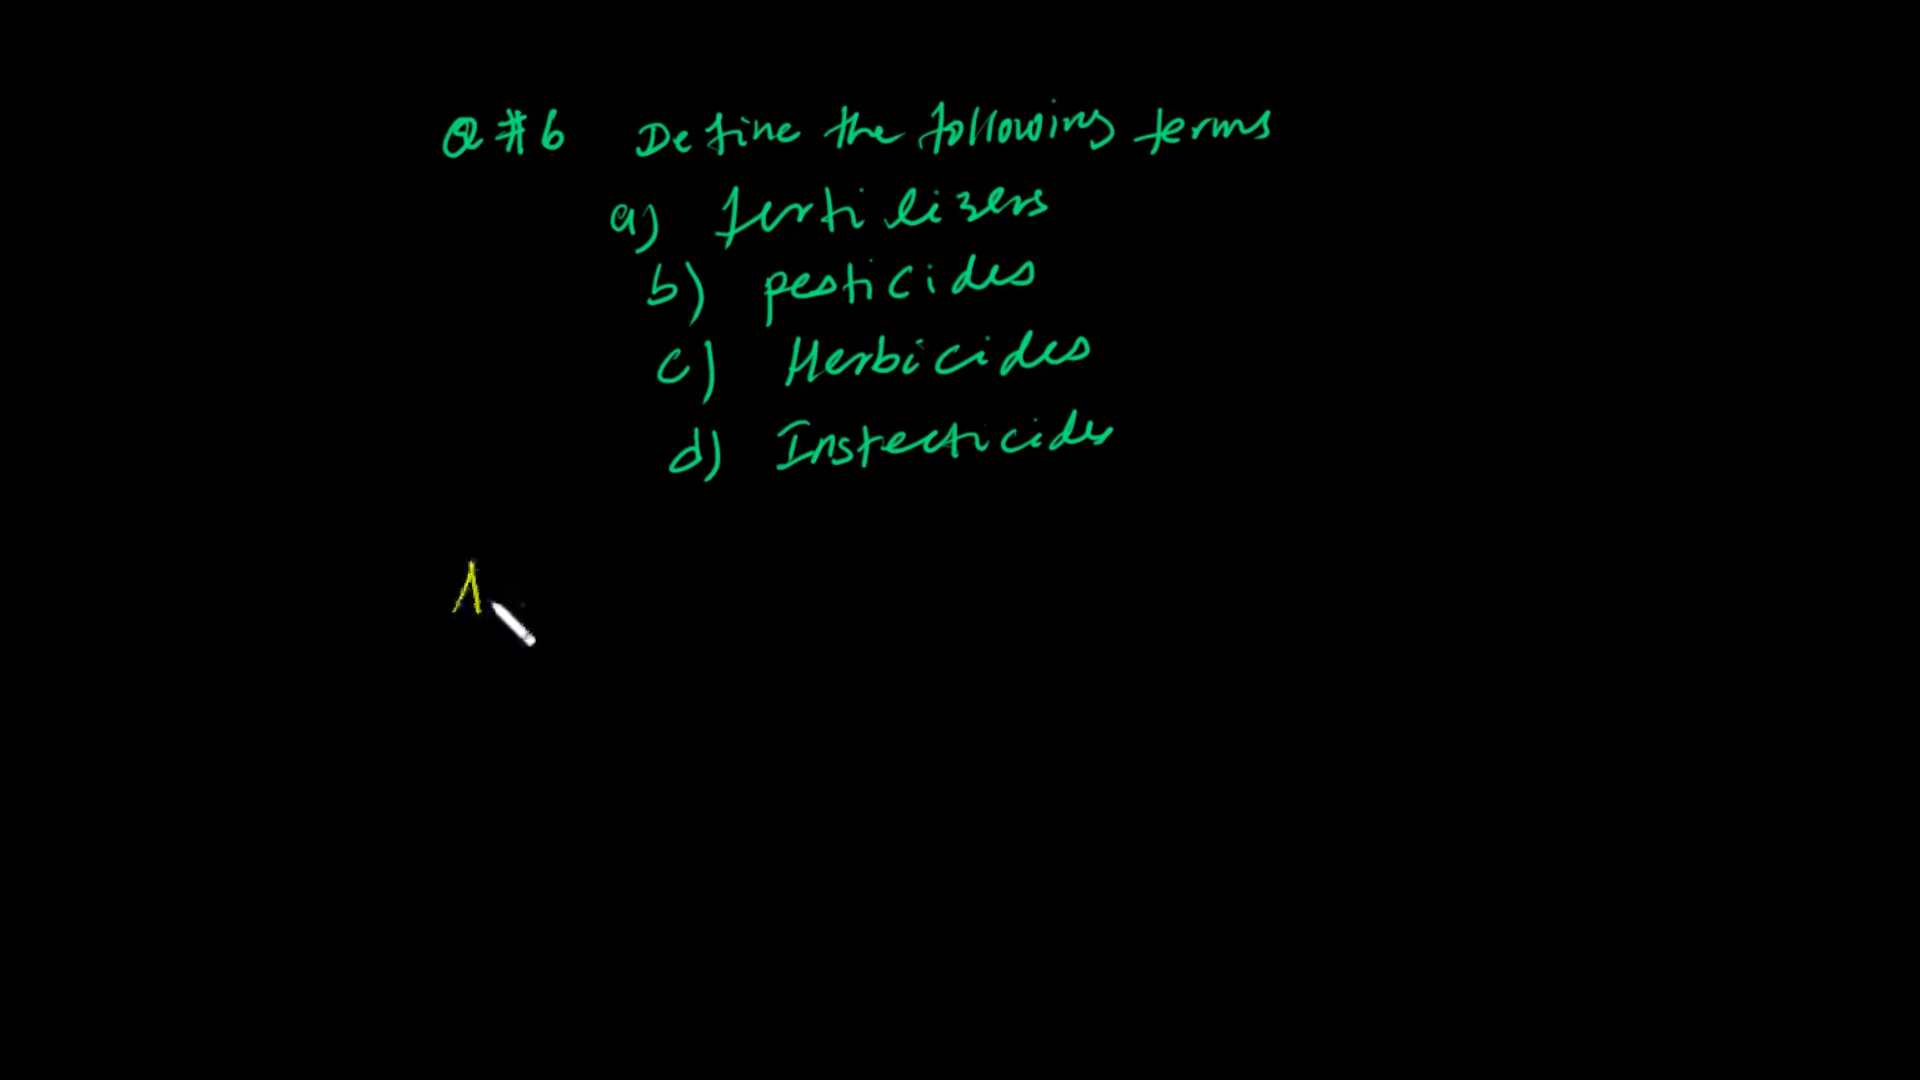 Q#6 Define the following terms
a) fertilizers
b) pesticides
c) Herbicides
d) Instecticides
A